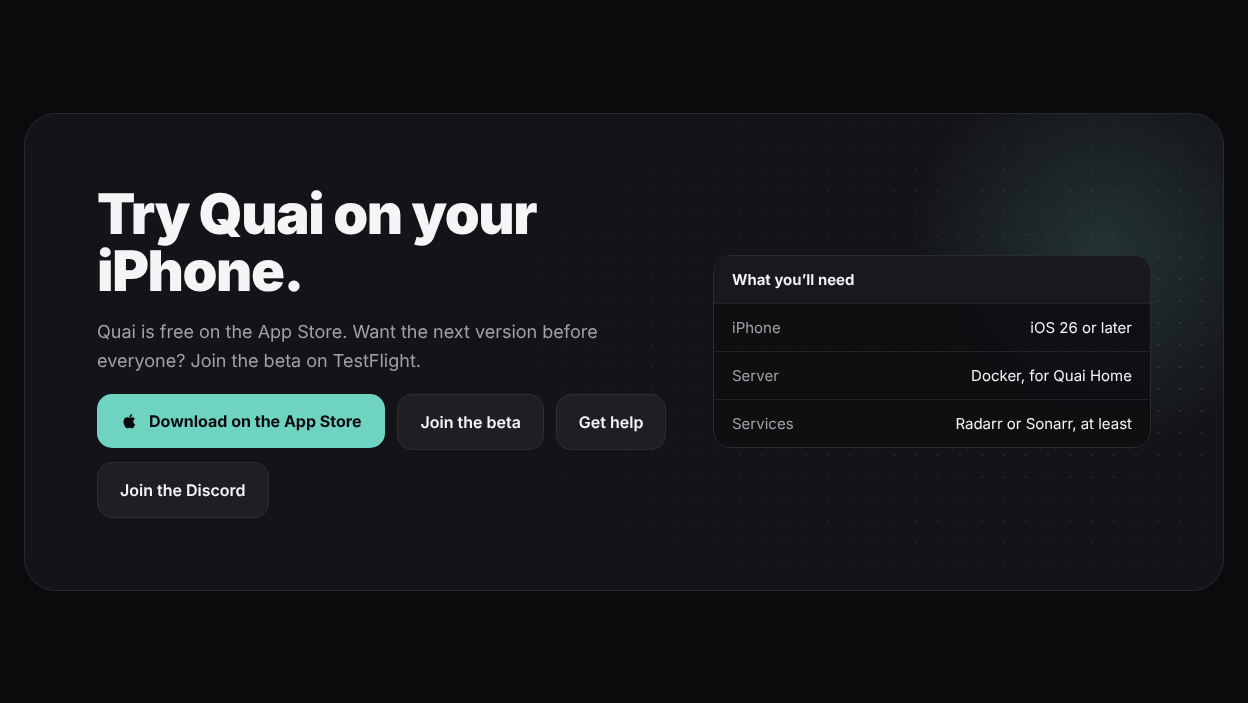 Try Quai on your
iPhone.
Quai is free on the App Store. Want the next version before
everyone? Join the beta on TestFlight.
Download on the App Store
Join the beta
Get help
Join the Discord
What you’ll need
iPhone iOS 26 or later
Server Docker, for Quai Home
Services Radarr or Sonarr, at least